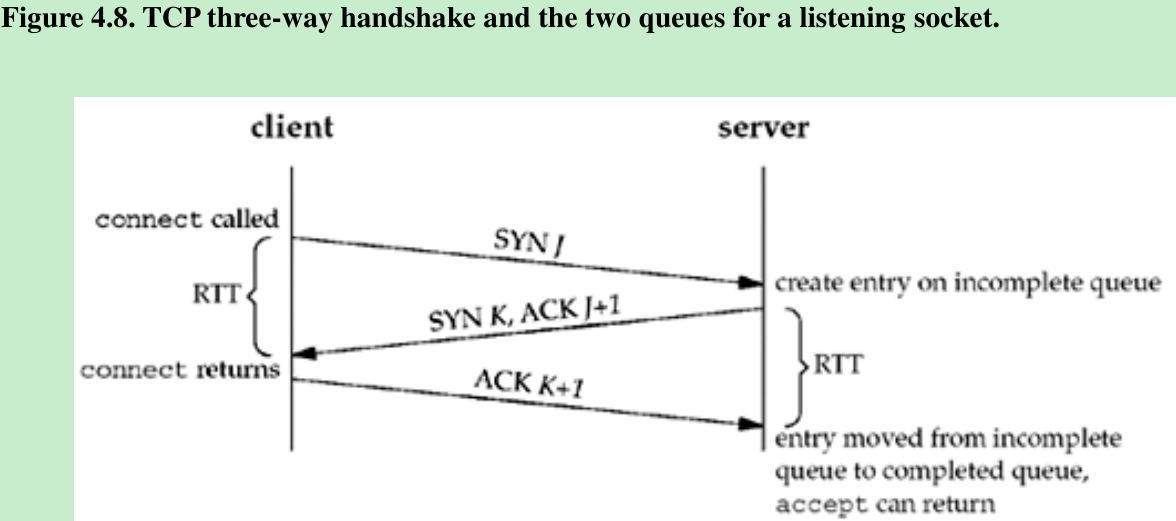 Figure 4.8. TCP three-way handshake and the two queues for a listening socket.
client
server
connect called
SYN J
RTT
create entry on incomplete queue
SYN K, ACK J+1
RTT
connect returns
ACK K+1
entry moved from incomplete
queue to completed queue,
accept can return